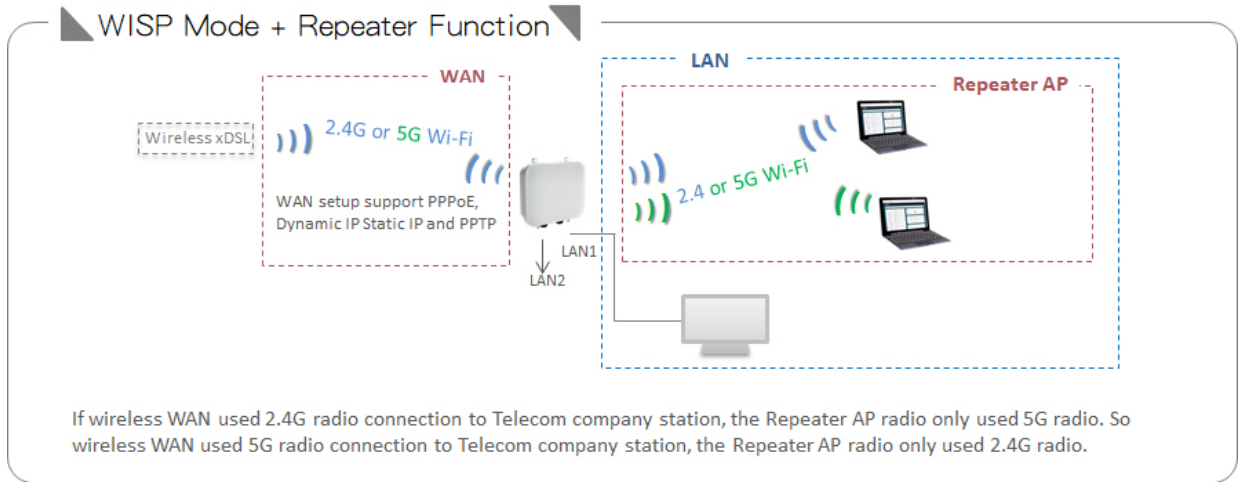 WISP Mode + Repeater Function
WAN
LAN
Repeater AP
Wireless xDSL
2.4G or 5G Wi-Fi
2.4 or 5G Wi-Fi
WAN setup support PPPoE,
Dynamic IP Static IP and PPTP
LAN1
LAN2
If wireless WAN used 2.4G radio connection to Telecom company station, the Repeater AP radio only used 5G radio. So
wireless WAN used 5G radio connection to Telecom company station, the Repeater AP radio only used 2.4G radio.